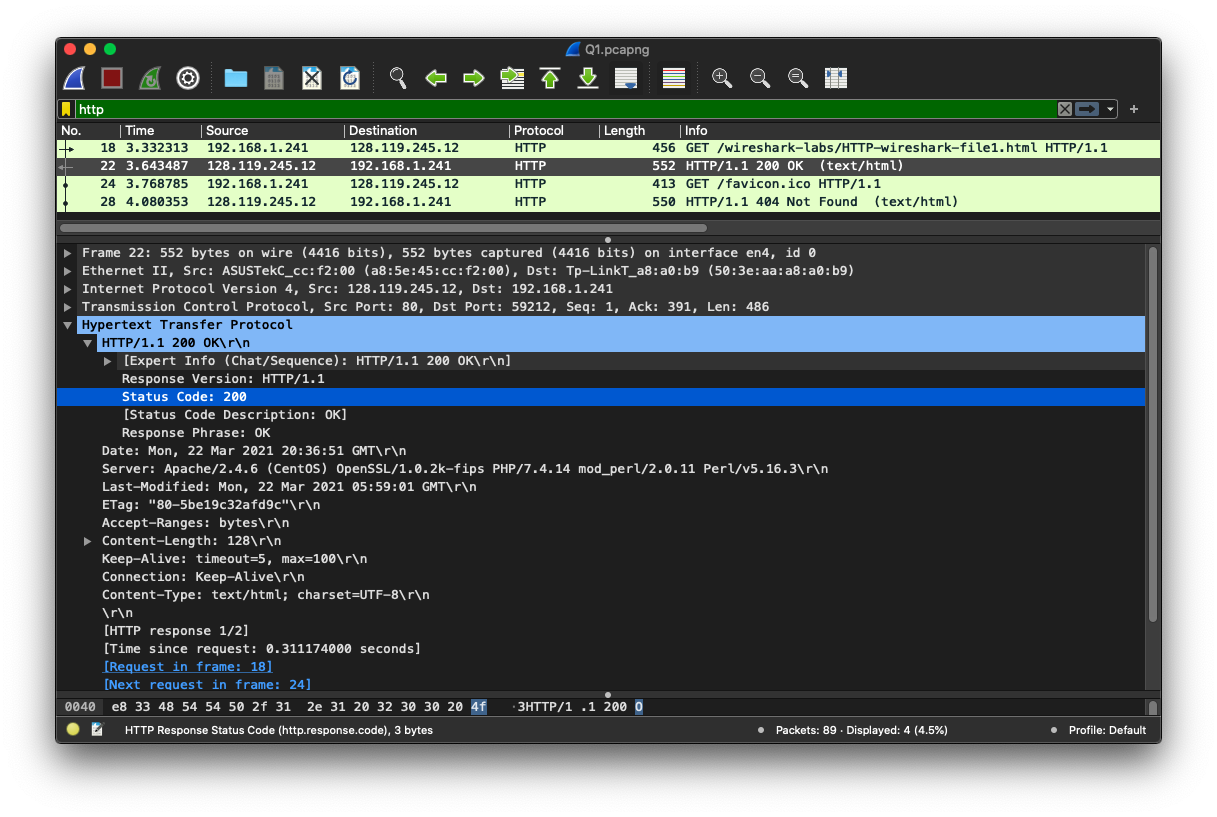 Q1.pcapng
http
No. Time Source Destination Protocol Length Info
18 3.332313 192.168.1.241 128.119.245.12 HTTP 456 GET /wireshark-labs/HTTP-wireshark-file1.html HTTP/1.1
22 3.643487 128.119.245.12 192.168.1.241 HTTP 552 HTTP/1.1 200 OK (text/html)
24 3.768785 192.168.1.241 128.119.245.12 HTTP 413 GET /favicon.ico HTTP/1.1
28 4.080353 128.119.245.12 192.168.1.241 HTTP 550 HTTP/1.1 404 Not Found (text/html)
Frame 22: 552 bytes on wire (4416 bits), 552 bytes captured (4416 bits) on interface en4, id 0
Ethernet II, Src: ASUSTekC_cc:f2:00 (a8:5e:45:cc:f2:00), Dst: Tp-LinkT_a8:a0:b9 (50:3e:aa:a8:a0:b9)
Internet Protocol Version 4, Src: 128.119.245.12, Dst: 192.168.1.241
Transmission Control Protocol, Src Port: 80, Dst Port: 59212, Seq: 1, Ack: 391, Len: 486
Hypertext Transfer Protocol
HTTP/1.1 200 OK\r\n
[Expert Info (Chat/Sequence): HTTP/1.1 200 OK\r\n]
Response Version: HTTP/1.1
Status Code: 200
[Status Code Description: OK]
Response Phrase: OK
Date: Mon, 22 Mar 2021 20:36:51 GMT\r\n
Server: Apache/2.4.6 (CentOS) OpenSSL/1.0.2k-fips PHP/7.4.14 mod_perl/2.0.11 Perl/v5.16.3\r\n
Last-Modified: Mon, 22 Mar 2021 05:59:01 GMT\r\n
ETag: "80-5be19c32afd9c"\r\n
Accept-Ranges: bytes\r\n
Content-Length: 128\r\n
Keep-Alive: timeout=5, max=100\r\n
Connection: Keep-Alive\r\n
Content-Type: text/html; charset=UTF-8\r\n
\r\n
[HTTP response 1/2]
[Time since request: 0.311174000 seconds]
[Request in frame: 18]
[Next request in frame: 24]
0040 e8 33 48 54 54 50 2f 31 2e 31 20 32 30 30 20 4f ·3HTTP/1 .1 200 O
HTTP Response Status Code (http.response.code), 3 bytes
Packets: 89 · Displayed: 4 (4.5%)
Profile: Default